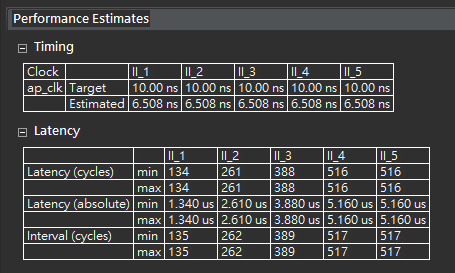 Performance Estimates
Timing
Clock II_1 II_2 II_3 II_4 II_5
ap_clk Target 10.00 ns 10.00 ns 10.00 ns 10.00 ns 10.00 ns
Estimated 6.508 ns 6.508 ns 6.508 ns 6.508 ns 6.508 ns
Latency
II_1 II_2 II_3 II_4 II_5
Latency (cycles) min 134 261 388 516 516
max 134 261 388 516 516
Latency (absolute) min 1.340 us 2.610 us 3.880 us 5.160 us 5.160 us
max 1.340 us 2.610 us 3.880 us 5.160 us 5.160 us
Interval (cycles) min 135 262 389 517 517
max 135 262 389 517 517